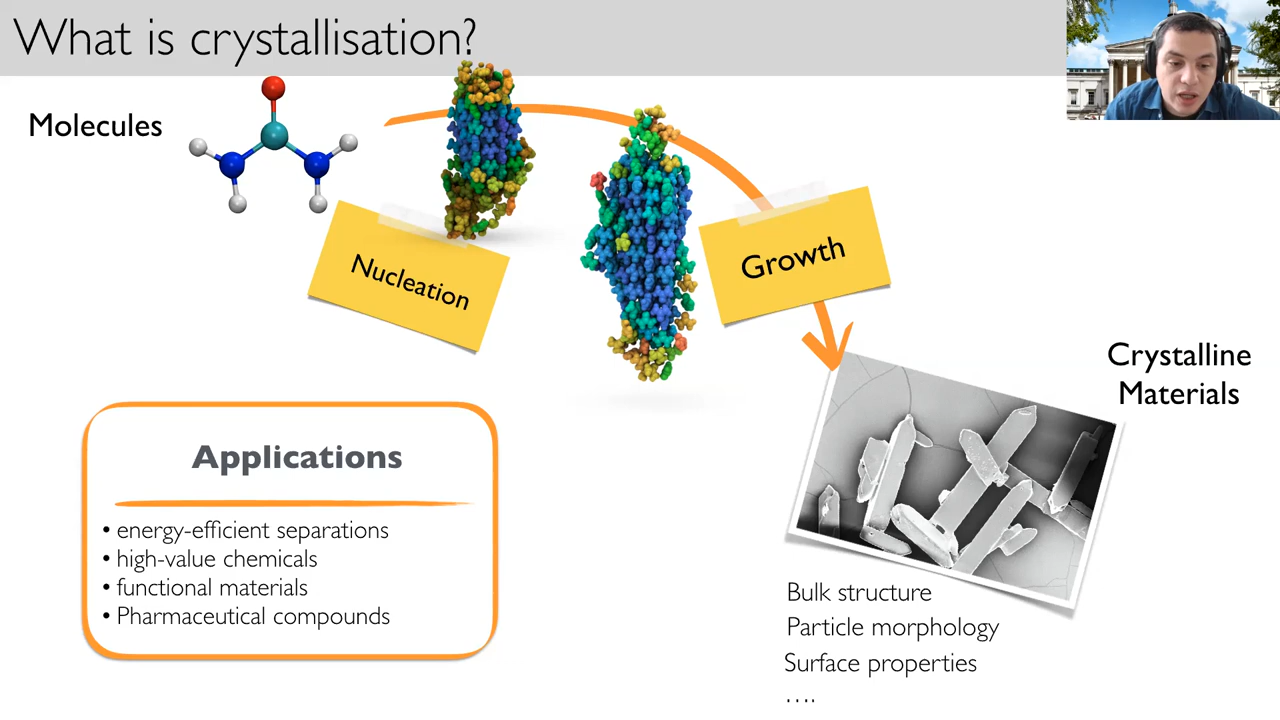 What is crystallisation?
Molecules
Nucleation
Growth
Crystalline
Materials
Applications
• energy-efficient separations
• high-value chemicals
• functional materials
• Pharmaceutical compounds
Bulk structure
Particle morphology
Surface properties
....